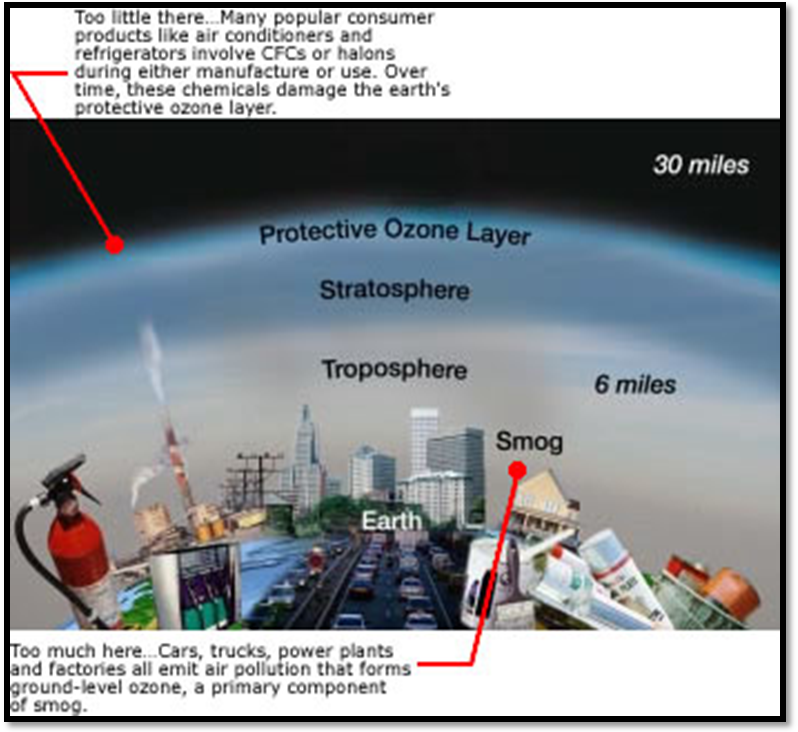 Too little there...Many popular consumer
products like air conditioners and
refrigerators involve CFCs or halons
during either manufacture or use. Over
time, these chemicals damage the earth's
protective ozone layer.
30 miles
Protective Ozone Layer
Stratosphere
Troposphere
6 miles
Smog
Earth
Too much here...Cars, trucks, power plants
and factories all emit air pollution that forms
ground-level ozone, a primary component
of smog.